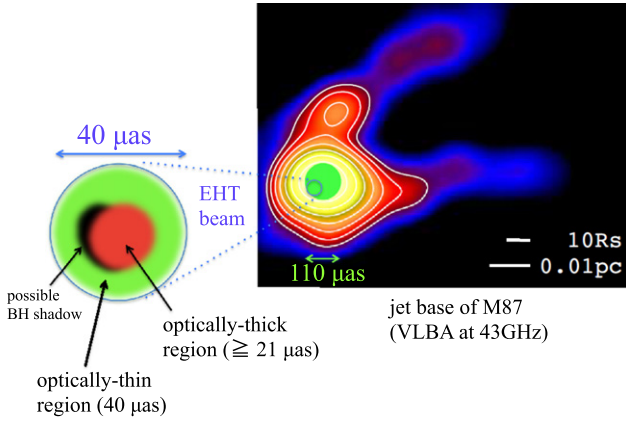 40 μas
EHT
beam
possible
BH shadow
optically-thick
region (≧ 21 μas)
optically-thin
region (40 μas)
110 μas
10Rs
0.01pc
jet base of M87
(VLBA at 43GHz)